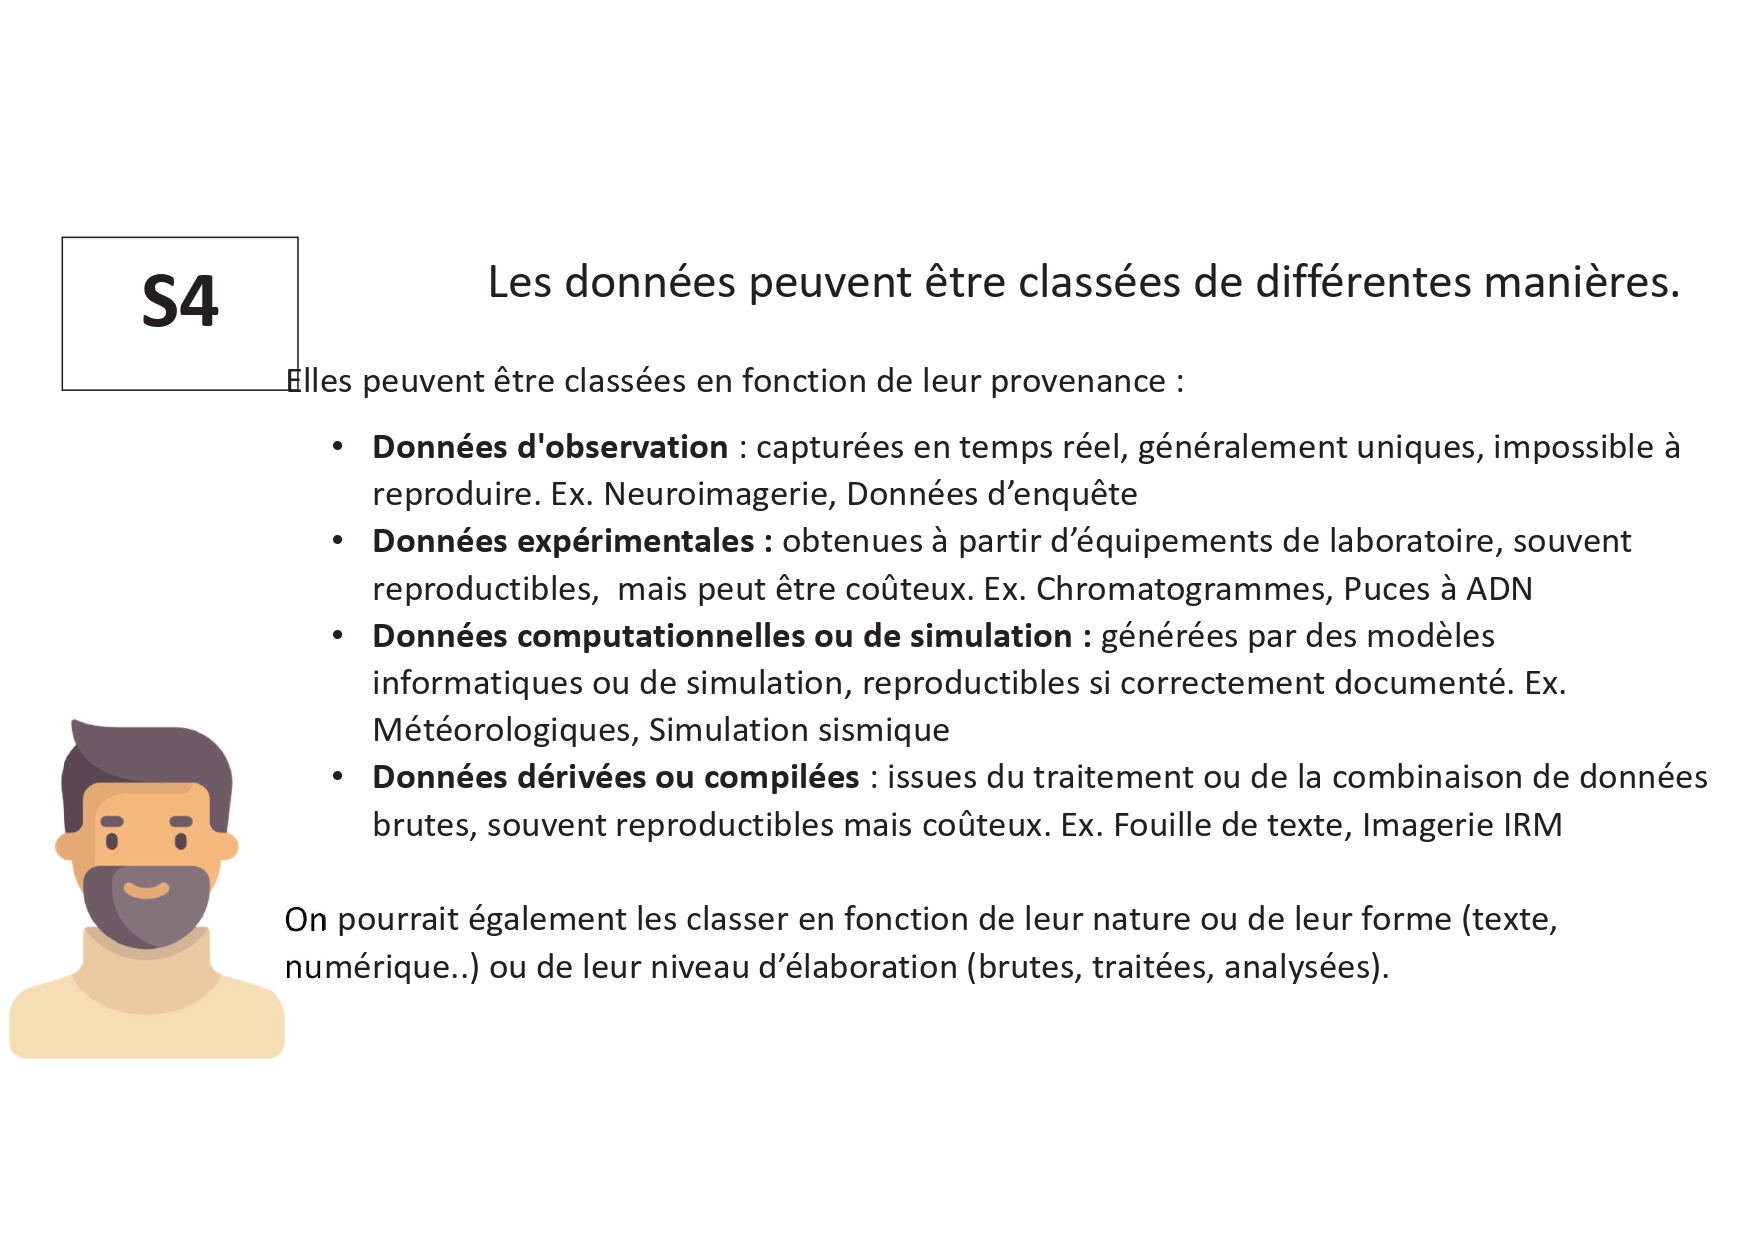 S4
Les données peuvent être classées de différentes manières.
Elles peuvent être classées en fonction de leur provenance :
• Données d'observation : capturées en temps réel, généralement uniques, impossible à
reproduire. Ex. Neuroimagerie, Données d’enquête
• Données expérimentales : obtenues à partir d’équipements de laboratoire, souvent
reproductibles,  mais peut être coûteux. Ex. Chromatogrammes, Puces à ADN
• Données computationnelles ou de simulation : générées par des modèles
informatiques ou de simulation, reproductibles si correctement documenté. Ex.
Météorologiques, Simulation sismique
• Données dérivées ou compilées : issues du traitement ou de la combinaison de données
brutes, souvent reproductibles mais coûteux. Ex. Fouille de texte, Imagerie IRM
On pourrait également les classer en fonction de leur nature ou de leur forme (texte,
numérique..) ou de leur niveau d’élaboration (brutes, traitées, analysées).